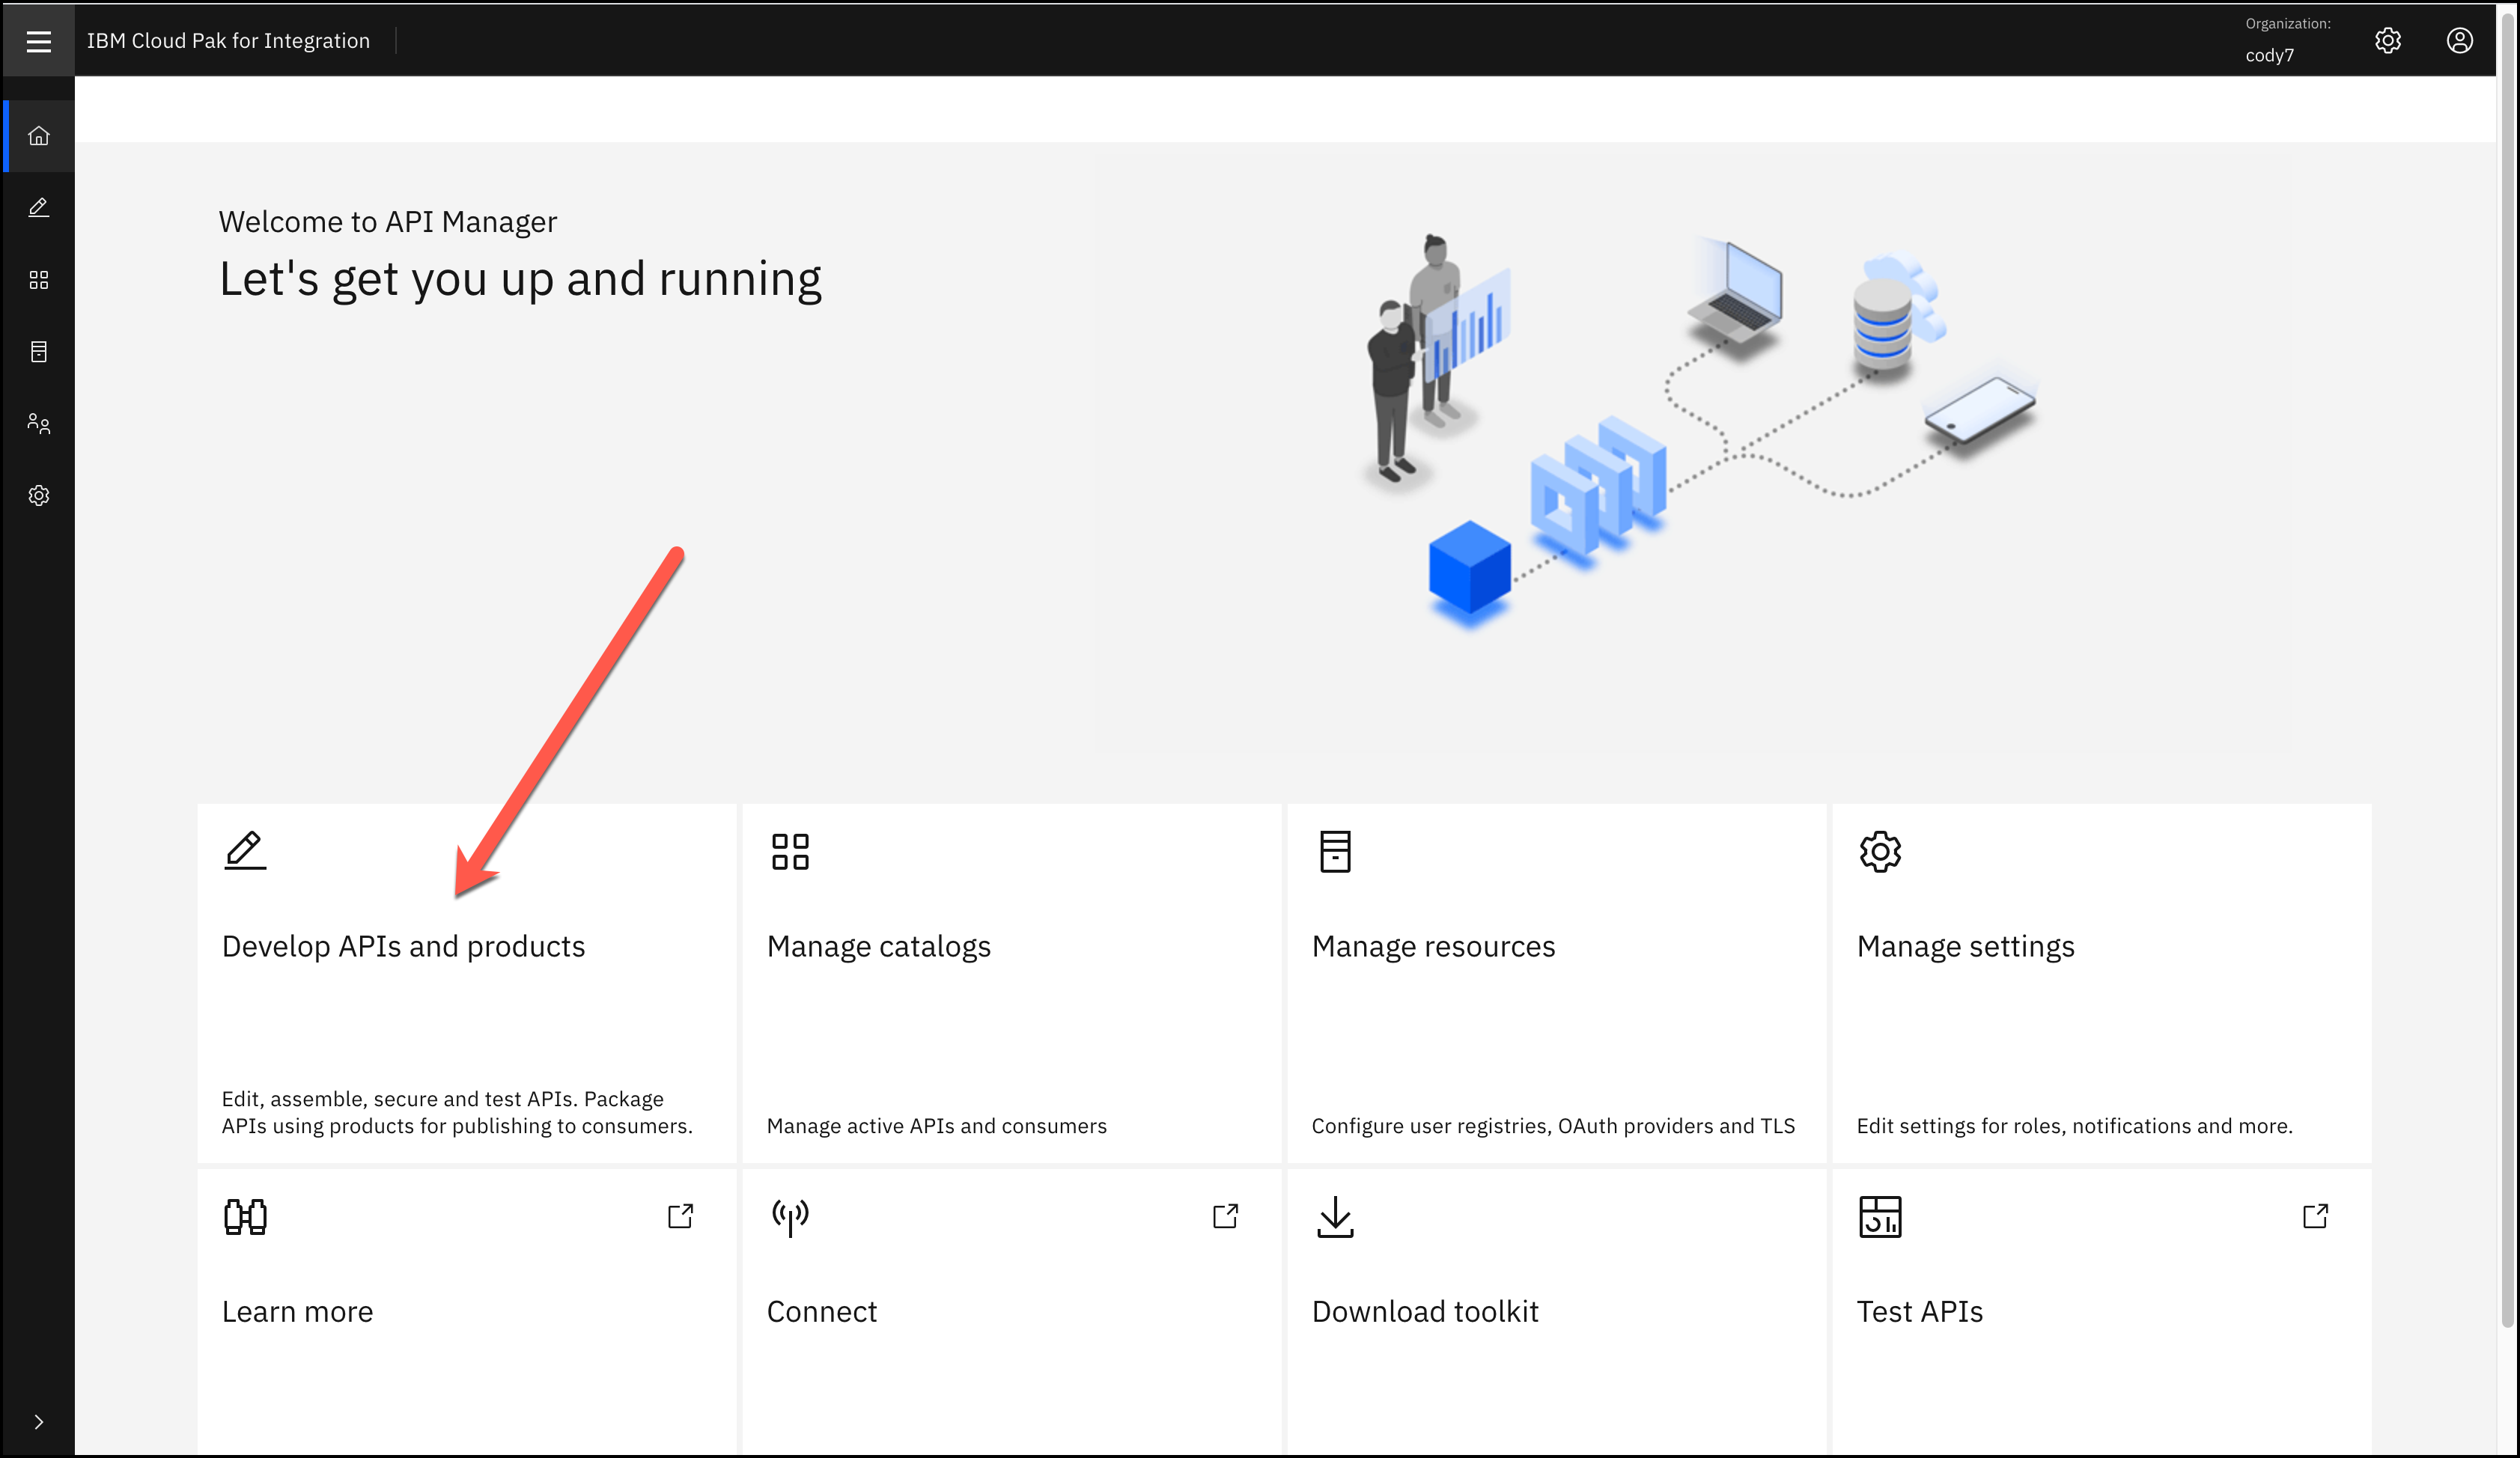 IBM Cloud Pak for Integration
Organization:
cody7
Welcome to API Manager
Let's get you up and running
Develop APIs and products
Edit, assemble, secure and test APIs. Package
APIs using products for publishing to consumers.
Manage catalogs
Manage active APIs and consumers
Manage resources
Configure user registries, OAuth providers and TLS
Manage settings
Edit settings for roles, notifications and more.
Learn more
Connect
Download toolkit
Test APIs